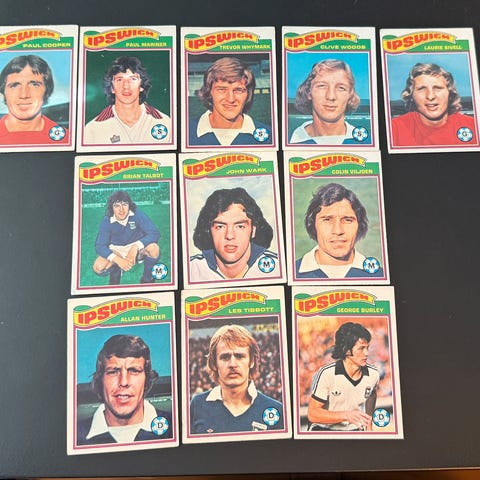 IPSWICH
PAUL COOPER
G
IPSWICH
PAUL MARINER
S
IPSWICH
TREVOR WHYMARK
S
IPSWICH
CLIVE WOODS
S
IPSWICH
LAURIE SIVELL
G
IPSWICH
BRIAN TALBOT
M
IPSWICH
JOHN WARK
M
IPSWICH
COLIN VILJOEN
M
IPSWICH
ALLAN HUNTER
D
IPSWICH
LES TIBBOTT
D
IPSWICH
GEORGE BURLEY
D